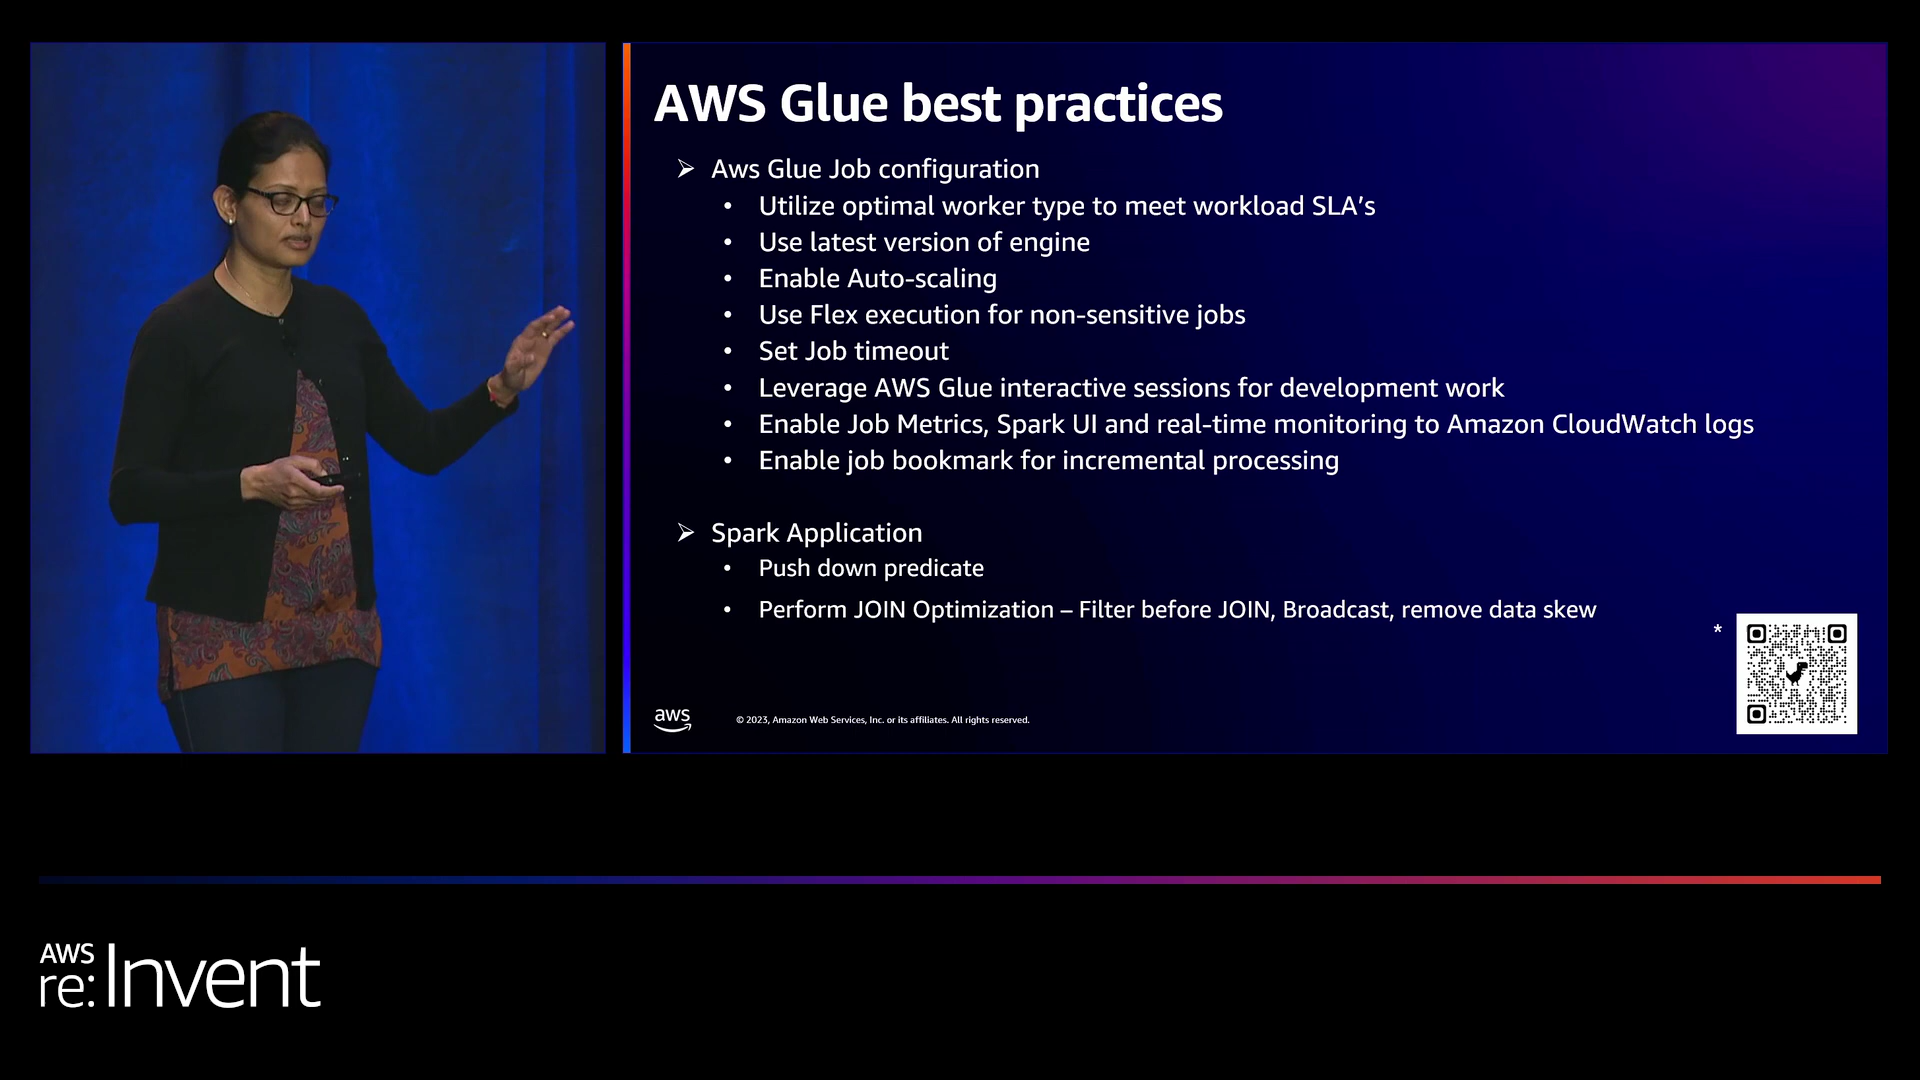 AWS Glue best practices
➢ Aws Glue Job configuration
• Utilize optimal worker type to meet workload SLA’s
• Use latest version of engine
• Enable Auto-scaling
• Use Flex execution for non-sensitive jobs
• Set Job timeout
• Leverage AWS Glue interactive sessions for development work
• Enable Job Metrics, Spark UI and real-time monitoring to Amazon CloudWatch logs
• Enable job bookmark for incremental processing
➢ Spark Application
• Push down predicate
• Perform JOIN Optimization – Filter before JOIN, Broadcast, remove data skew
*
aws
© 2023, Amazon Web Services, Inc. or its affiliates. All rights reserved.
AWS
re:Invent